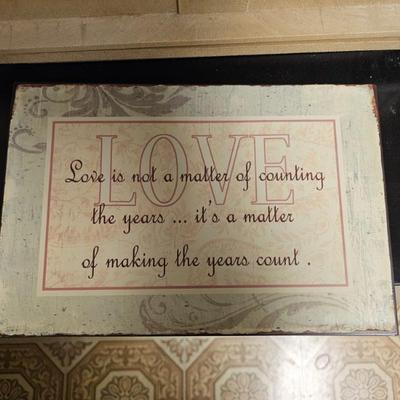 LOVE
Love is not a matter of counting
the years ... it's a matter
of making the years count .